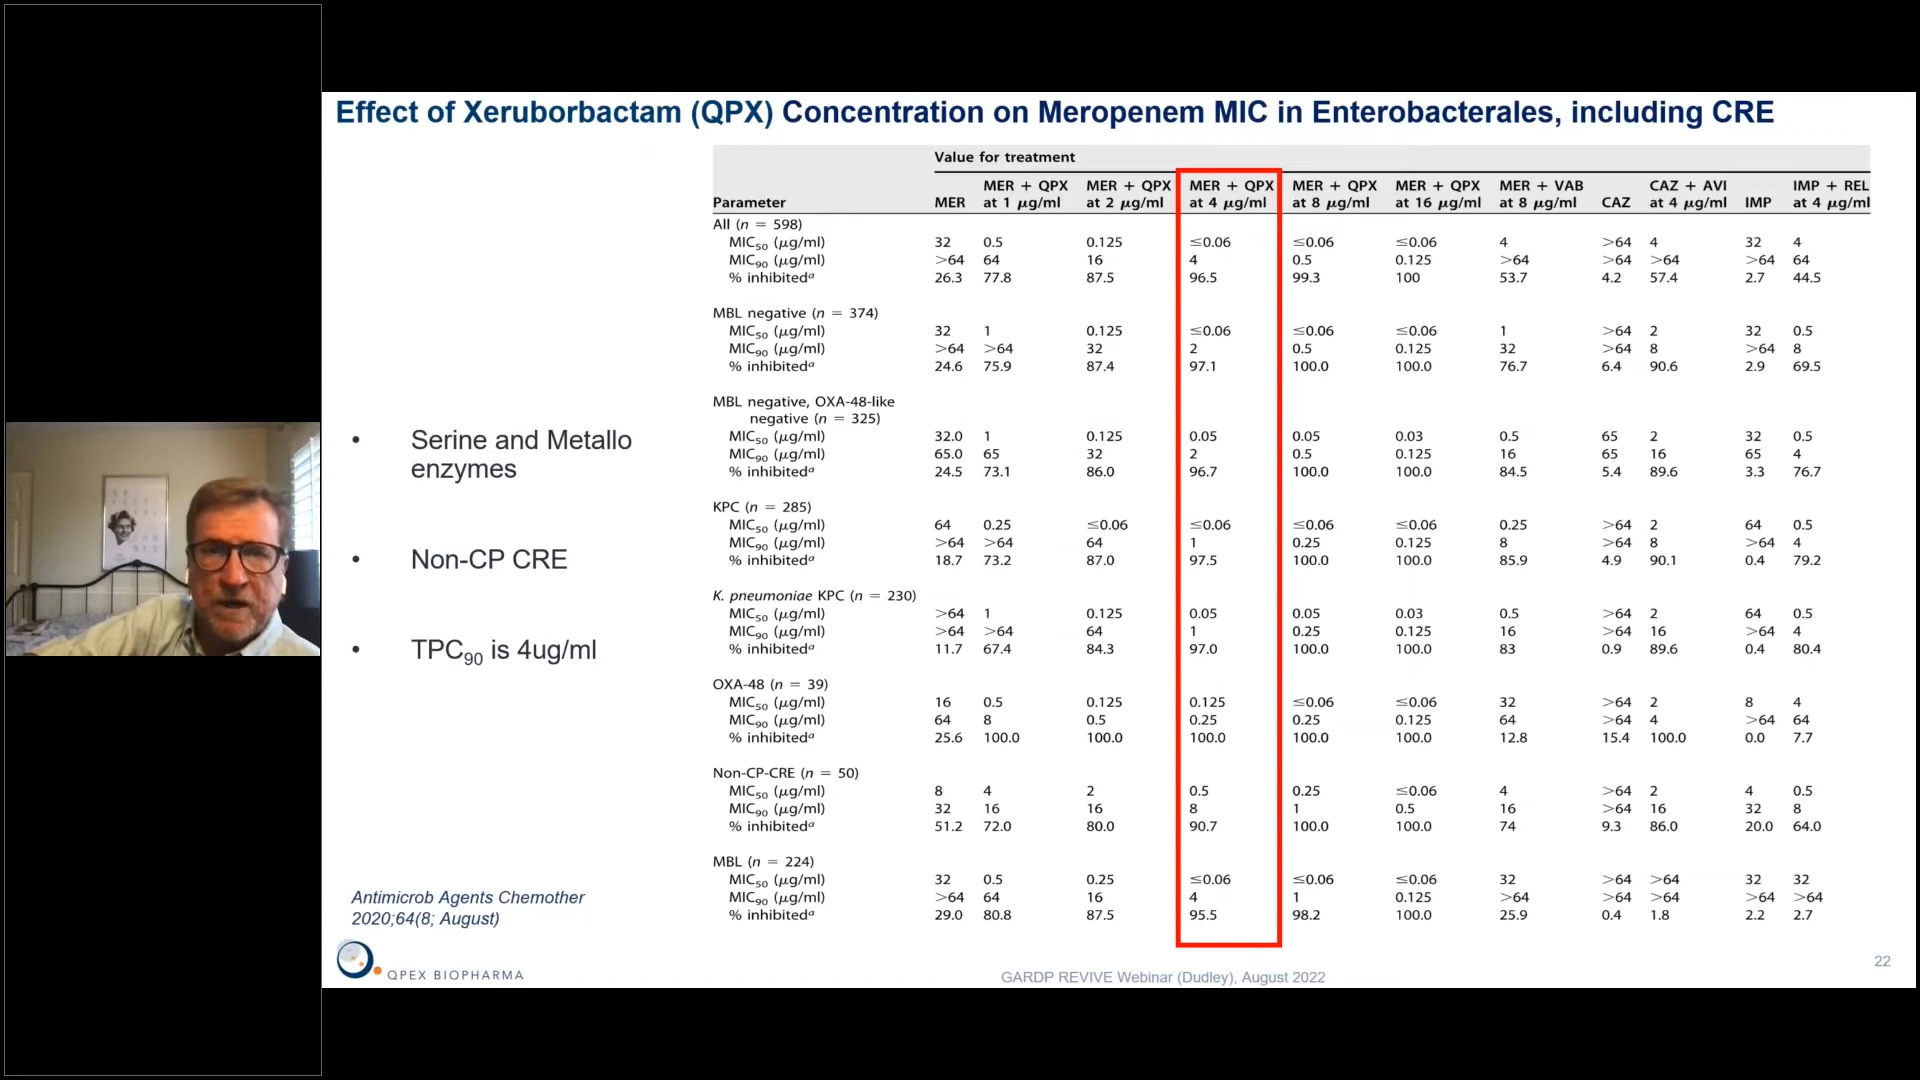 Effect of Xeruborbactam (QPX) Concentration on Meropenem MIC in Enterobacterales, including CRE
• Serine and Metallo
enzymes
• Non-CP CRE
• TPC90 is 4ug/ml
Value for treatment
Parameter MER MER + QPX at 1 μg/ml MER + QPX at 2 μg/ml MER + QPX at 4 μg/ml MER + QPX at 8 μg/ml MER + QPX at 16 μg/ml MER + VAB at 8 μg/ml CAZ CAZ + AVI at 4 μg/ml IMP IMP + REL at 4 μg/ml
All (n = 598)
MIC50 (μg/ml) 32 0.5 0.125 ≤0.06 ≤0.06 ≤0.06 4 >64 4 32 4
MIC90 (μg/ml) >64 64 16 4 0.5 0.125 >64 >64 >64 >64 64
% inhibitedᵃ 26.3 77.8 87.5 96.5 99.3 100 53.7 4.2 57.4 2.7 44.5
MBL negative (n = 374)
MIC50 (μg/ml) 32 1 0.125 ≤0.06 ≤0.06 ≤0.06 1 >64 2 32 0.5
MIC90 (μg/ml) >64 >64 32 2 0.5 0.125 32 >64 8 >64 8
% inhibitedᵃ 24.6 75.9 87.4 97.1 100.0 100.0 76.7 6.4 90.6 2.9 69.5
MBL negative, OXA-48-like
negative (n = 325)
MIC50 (μg/ml) 32.0 1 0.125 0.05 0.05 0.03 0.5 65 2 32 0.5
MIC90 (μg/ml) 65.0 65 32 2 0.5 0.125 16 65 16 65 4
% inhibitedᵃ 24.5 73.1 86.0 96.7 100.0 100.0 84.5 5.4 89.6 3.3 76.7
KPC (n = 285)
MIC50 (μg/ml) 64 0.25 ≤0.06 ≤0.06 ≤0.06 ≤0.06 0.25 >64 2 64 0.5
MIC90 (μg/ml) >64 >64 64 1 0.25 0.125 8 >64 8 >64 4
% inhibitedᵃ 18.7 73.2 87.0 97.5 100.0 100.0 85.9 4.9 90.1 0.4 79.2
K. pneumoniae KPC (n = 230)
MIC50 (μg/ml) >64 1 0.125 0.05 0.05 0.03 0.5 >64 2 64 0.5
MIC90 (μg/ml) >64 >64 64 1 0.25 0.125 16 >64 16 >64 4
% inhibitedᵃ 11.7 67.4 84.3 97.0 100.0 100.0 83 0.9 89.6 0.4 80.4
OXA-48 (n = 39)
MIC50 (μg/ml) 16 0.5 0.125 0.125 ≤0.06 ≤0.06 32 >64 2 8 4
MIC90 (μg/ml) 64 8 0.5 0.25 0.25 0.125 64 >64 4 >64 64
% inhibitedᵃ 25.6 100.0 100.0 100.0 100.0 100.0 12.8 15.4 100.0 0.0 7.7
Non-CP-CRE (n = 50)
MIC50 (μg/ml) 8 4 2 0.5 0.25 ≤0.06 4 >64 2 4 0.5
MIC90 (μg/ml) 32 16 16 8 1 0.5 16 >64 16 32 8
% inhibitedᵃ 51.2 72.0 80.0 90.7 100.0 100.0 74 9.3 86.0 20.0 64.0
MBL (n = 224)
MIC50 (μg/ml) 32 0.5 0.25 ≤0.06 ≤0.06 ≤0.06 32 >64 >64 32 32
MIC90 (μg/ml) >64 64 16 4 1 0.125 >64 >64 >64 >64 >64
% inhibitedᵃ 29.0 80.8 87.5 95.5 98.2 100.0 25.9 0.4 1.8 2.2 2.7
Antimicrob Agents Chemother
2020;64(8; August)
QPEX BIOPHARMA
GARDP REVIVE Webinar (Dudley), August 2022
22